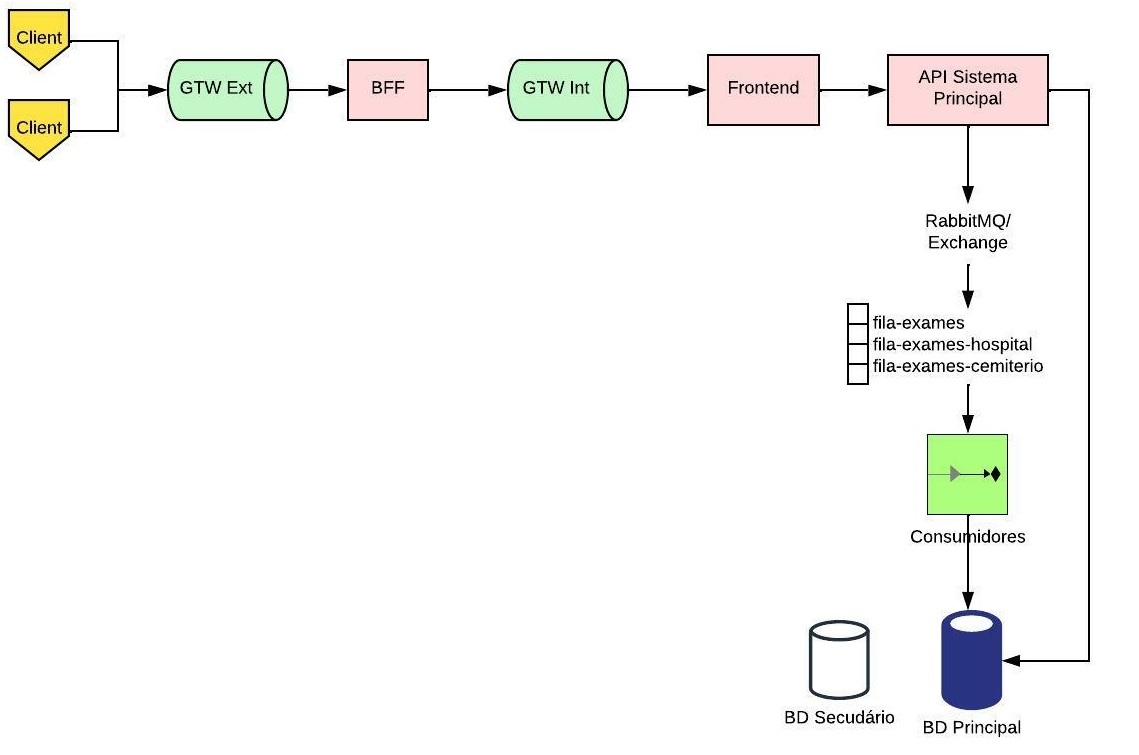 Client
Client
GTW Ext
BFF
GTW Int
Frontend
API Sistema
Principal
RabbitMQ/
Exchange
fila-exames
fila-exames-hospital
fila-exames-cemiterio
Consumidores
BD Secudário
BD Principal